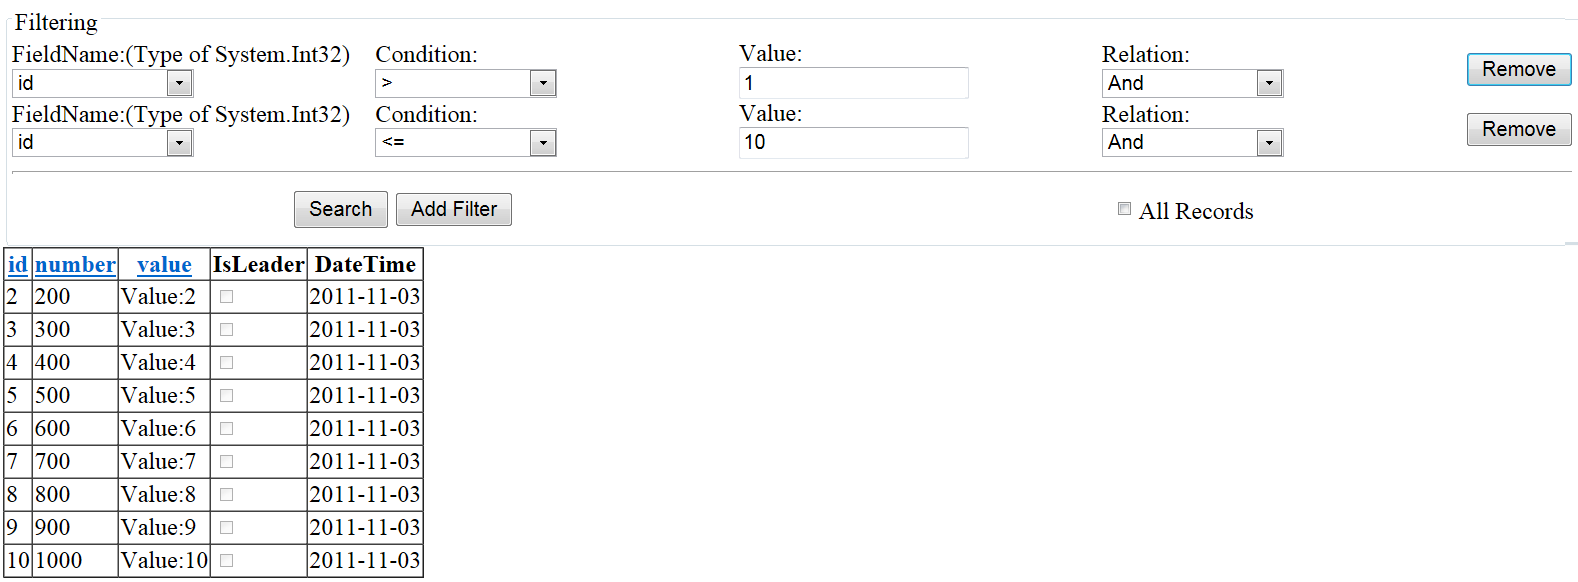 Filtering
FieldName:(Type of System.Int32) Condition: Value: Relation:
id > 1 And Remove
FieldName:(Type of System.Int32) Condition: Value: Relation:
id <= 10 And Remove
Search Add Filter All Records
id number value IsLeader DateTime
2 200 Value:2 2011-11-03
3 300 Value:3 2011-11-03
4 400 Value:4 2011-11-03
5 500 Value:5 2011-11-03
6 600 Value:6 2011-11-03
7 700 Value:7 2011-11-03
8 800 Value:8 2011-11-03
9 900 Value:9 2011-11-03
10 1000 Value:10 2011-11-03